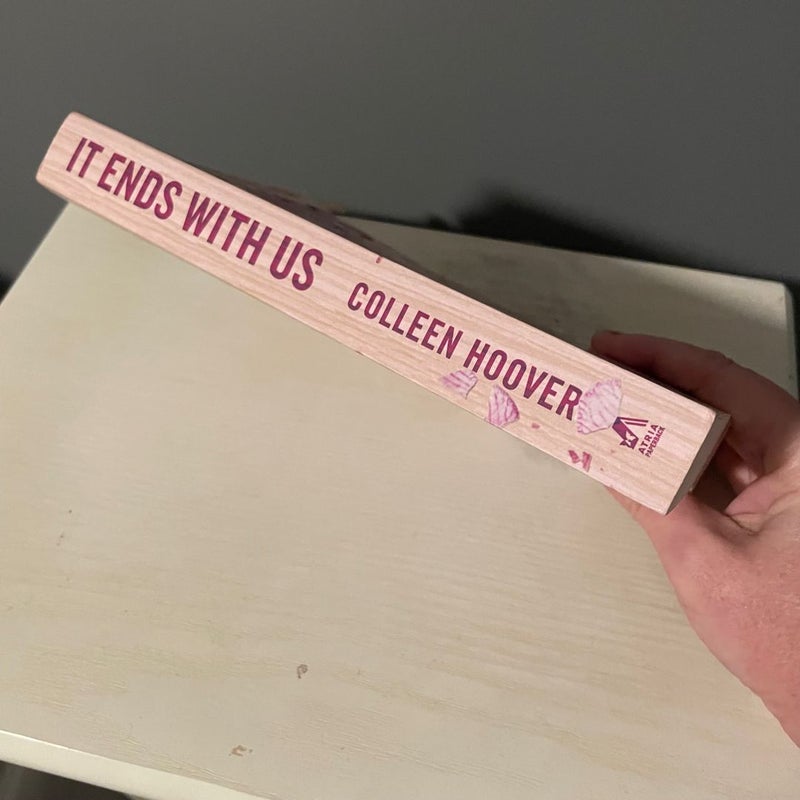 IT ENDS WITH US
COLLEEN HOOVER
ATRIA
PAPERBACK